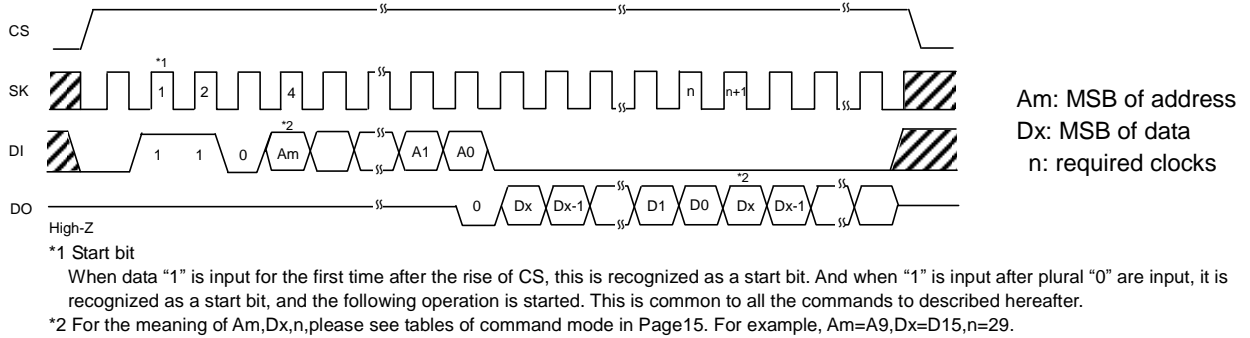 CS
*1
SK 1 2 4 n n+1
Am: MSB of address
Dx: MSB of data
n: required clocks
*2
DI 1 1 0 Am A1 A0
*2
DO 0 Dx Dx-1 D1 D0 Dx Dx-1
High-Z
*1 Start bit
When data “1” is input for the first time after the rise of CS, this is recognized as a start bit. And when “1” is input after plural “0” are input, it is
recognized as a start bit, and the following operation is started. This is common to all the commands to described hereafter.
*2 For the meaning of Am,Dx,n,please see tables of command mode in Page15. For example, Am=A9,Dx=D15,n=29.